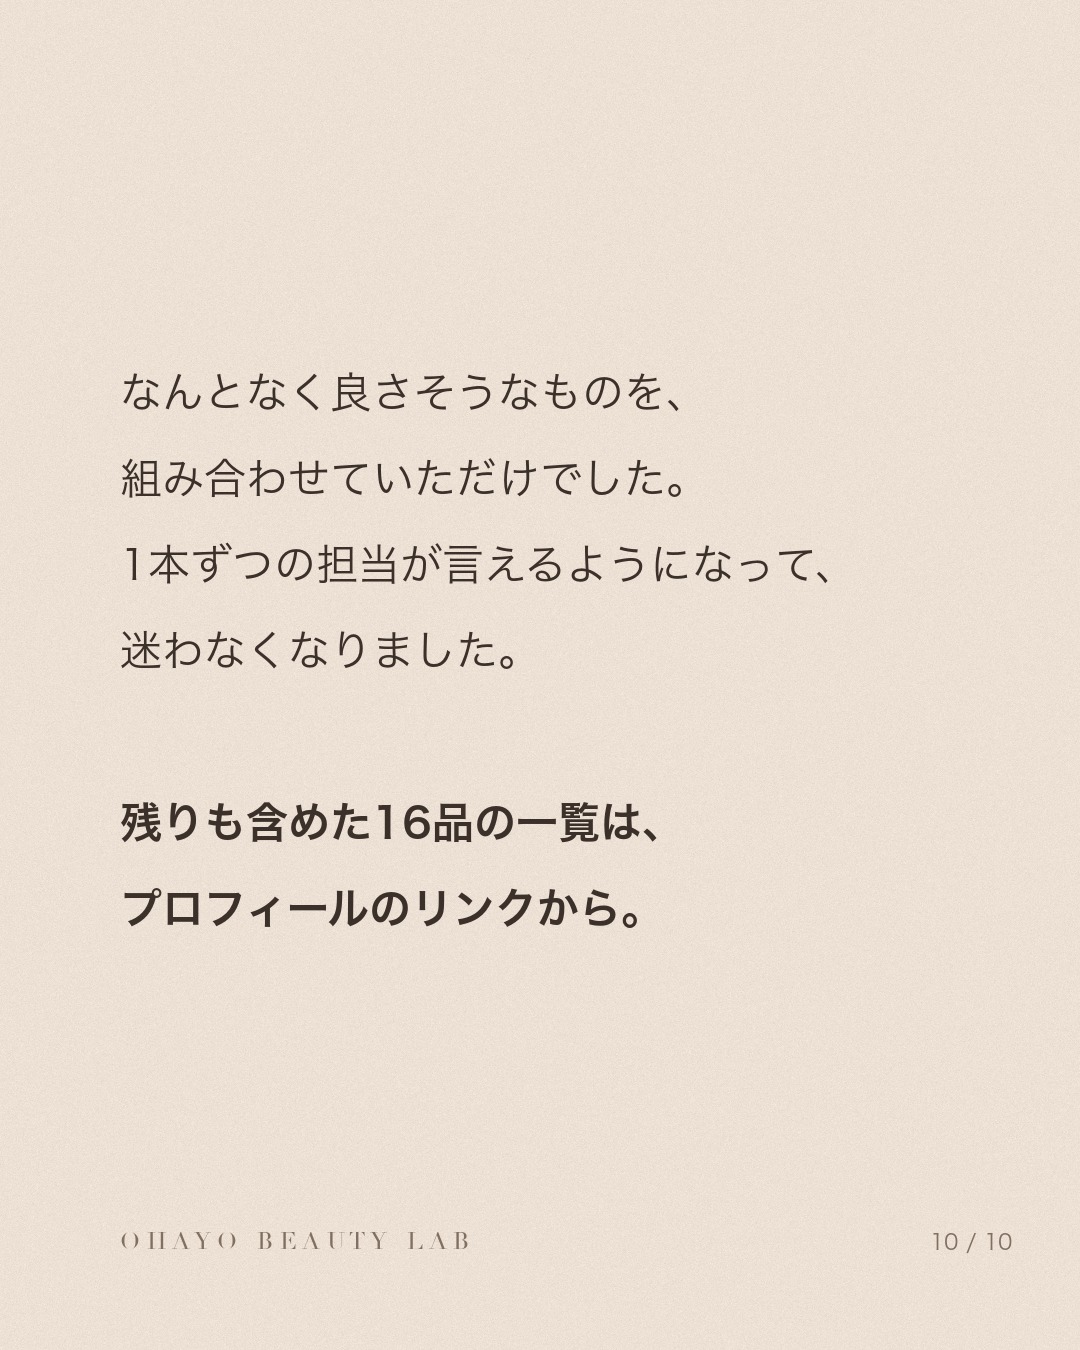 なんとなく良さそうなものを、
組み合わせていただけでした。
1本ずつの担当が言えるようになって、
迷わなくなりました。
残りも含めた16品の一覧は、
プロフィールのリンクから。
OHAYO BEAUTY LAB
10 / 10